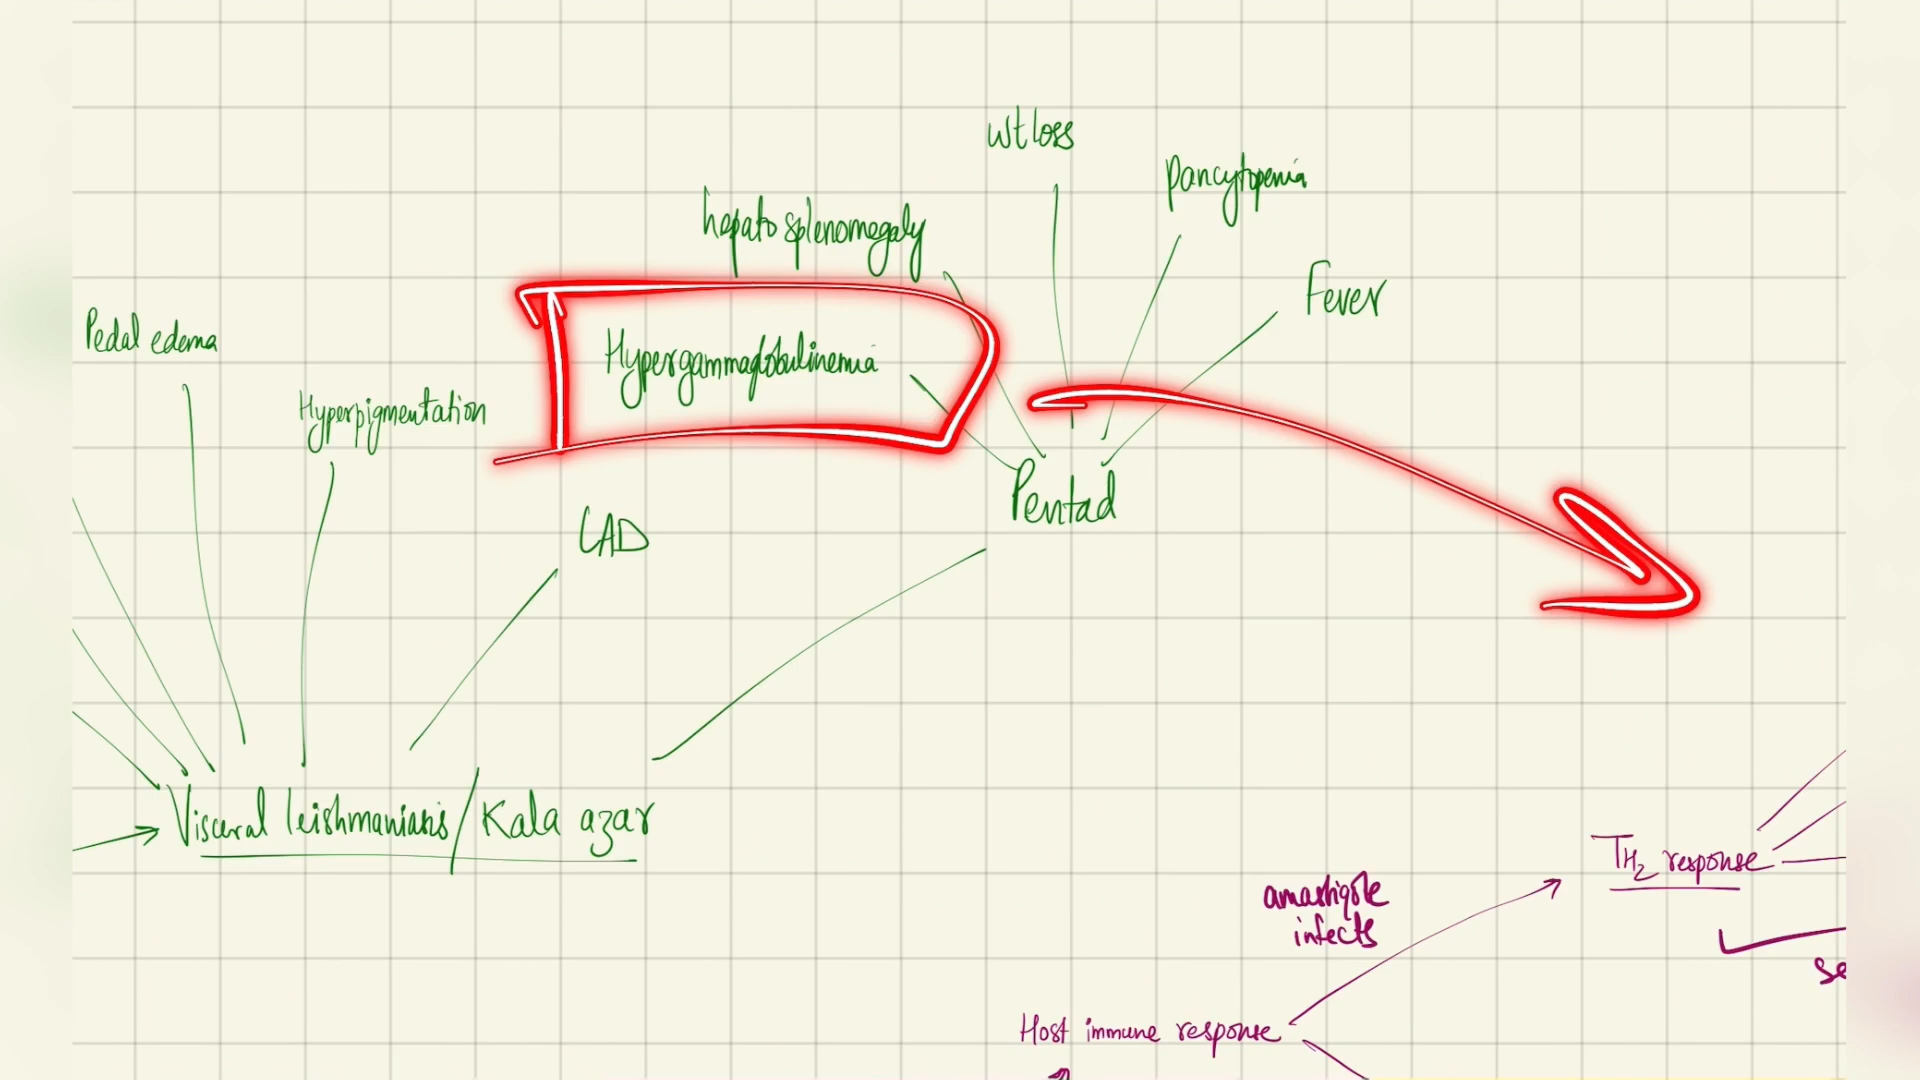 wt loss
pancytopenia
hepato splenomegaly
Fever
Pedal edema
Hypergammaglobulinemia
Hyperpigmentation
Pentad
LAD
Visceral leishmaniasis/Kala azar
TH2 response
amastigote
infects
se
Host immune response